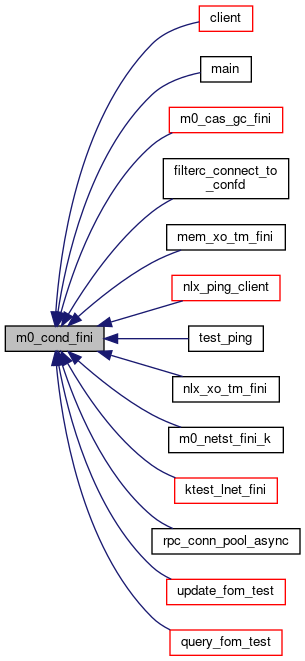 client
main
m0_cas_gc_fini
filterc_connect_to
_confd
mem_xo_tm_fini
nlx_ping_client
m0_cond_fini
test_ping
nlx_xo_tm_fini
m0_netst_fini_k
ktest_lnet_fini
rpc_conn_pool_async
update_fom_test
query_fom_test